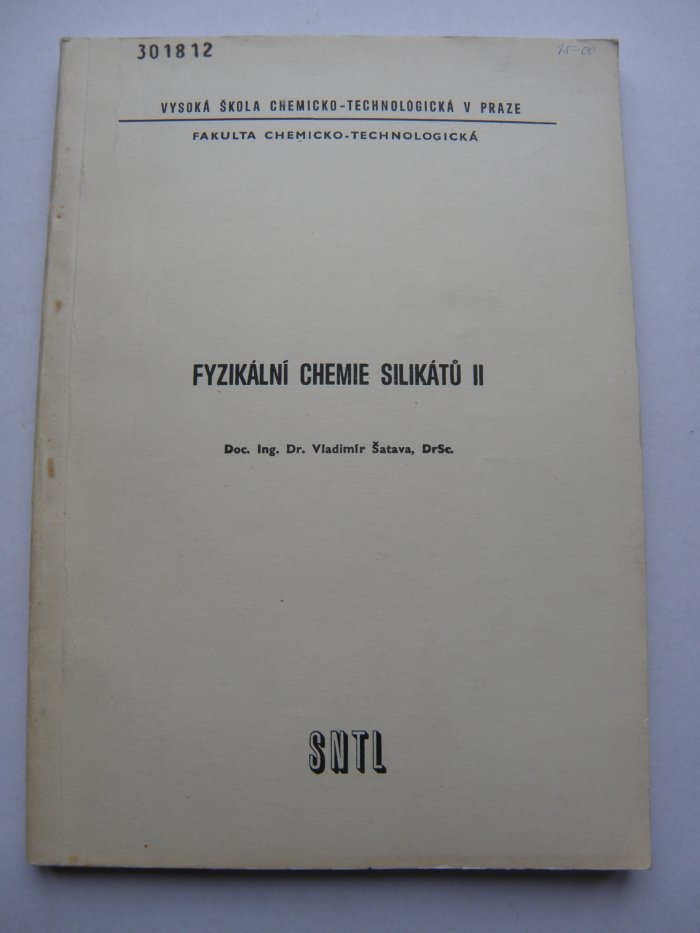 301812
15-00
VYSOKÁ ŠKOLA CHEMICKO-TECHNOLOGICKÁ V PRAZE
FAKULTA CHEMICKO-TECHNOLOGICKÁ
FYZIKÁLNÍ CHEMIE SILIKÁTŮ II
Doc. Ing. Dr. Vladimír Šatava, DrSc.
SNTL